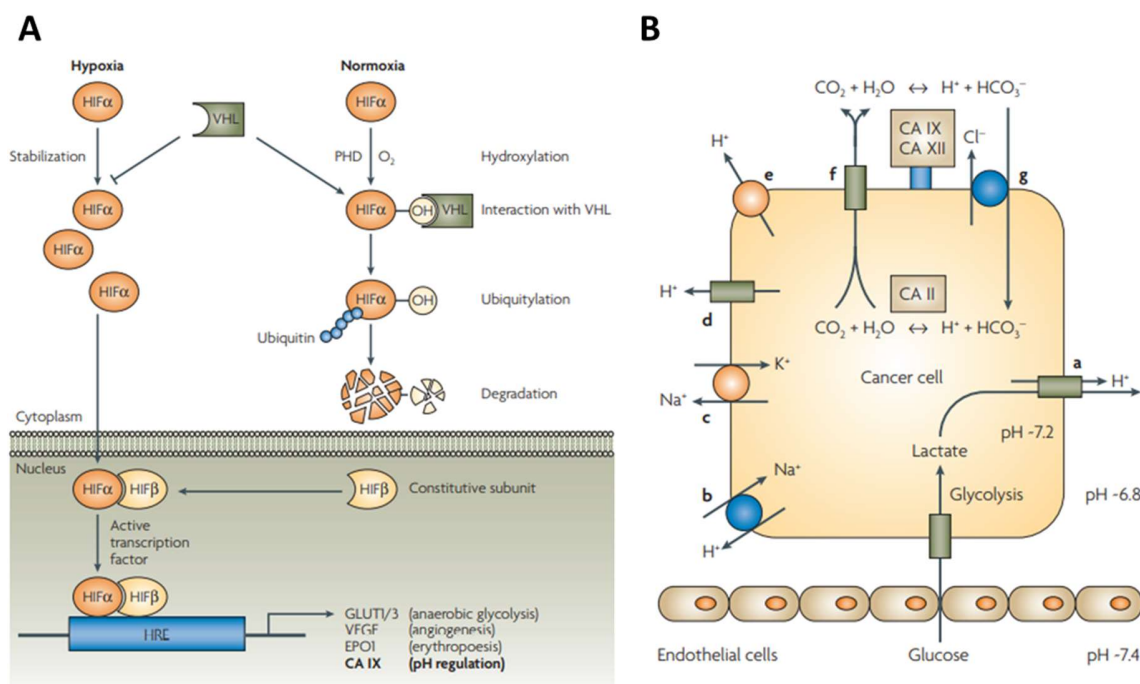 A
Hypoxia
Normoxia
HIFα
HIFα
VHL
Stabilization
PHD
O₂
Hydroxylation
HIFα
HIFα
OH
VHL
Interaction with VHL
HIFα
HIFα
HIFα
OH
Ubiquitylation
Ubiquitin
Degradation
Cytoplasm
Nucleus
HIFα
HIFβ
HIFβ
Constitutive subunit
Active
transcription
factor
HIFα
HIFβ
HRE
GLUT1/3 (anaerobic glycolysis)
VEGF (angiogenesis)
EPO1 (erythropoesis)
CA IX (pH regulation)
B
CO₂ + H₂O ↔ H⁺ + HCO₃⁻
CA IX
CA XII
Cl⁻
H⁺
e
f
g
H⁺
d
CA II
CO₂ + H₂O ↔ H⁺ + HCO₃⁻
K⁺
Na⁺
c
Cancer cell
a
H⁺
pH -7.2
Lactate
b
Na⁺
H⁺
Glycolysis
pH -6.8
Endothelial cells
Glucose
pH -7.4